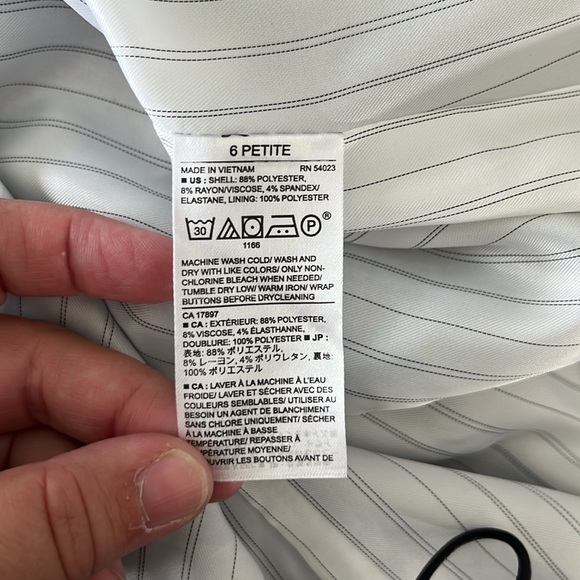 6 PETITE
MADE IN VIETNAM RN 54023
■ US : SHELL: 88% POLYESTER,
8% RAYON/VISCOSE, 4% SPANDEX/
ELASTANE, LINING: 100% POLYESTER
30 P ®
1166
MACHINE WASH COLD/ WASH AND
DRY WITH LIKE COLORS/ ONLY NON-
CHLORINE BLEACH WHEN NEEDED/
TUMBLE DRY LOW/ WARM IRON/ WRAP
BUTTONS BEFORE DRYCLEANING
CA 17897
■ CA : EXTÉRIEUR: 88% POLYESTER,
8% VISCOSE, 4% ÉLASTHANNE,
DOUBLURE: 100% POLYESTER ■ JP :
表地: 88% ポリエステル,
8% レーヨン, 4% ポリウレタン, 裏地:
100% ポリエステル
■ CA : LAVER À LA MACHINE À L'EAU
FROIDE/ LAVER ET SÉCHER AVEC DES
COULEURS SEMBLABLES/ UTILISER AU
BESOIN UN AGENT DE BLANCHIMENT
SANS CHLORE UNIQUEMENT/ SÉCHER
À LA MACHINE À BASSE
TEMPÉRATURE/ REPASSER À
TEMPÉRATURE MOYENNE/
LES BOUTONS AVANT DE